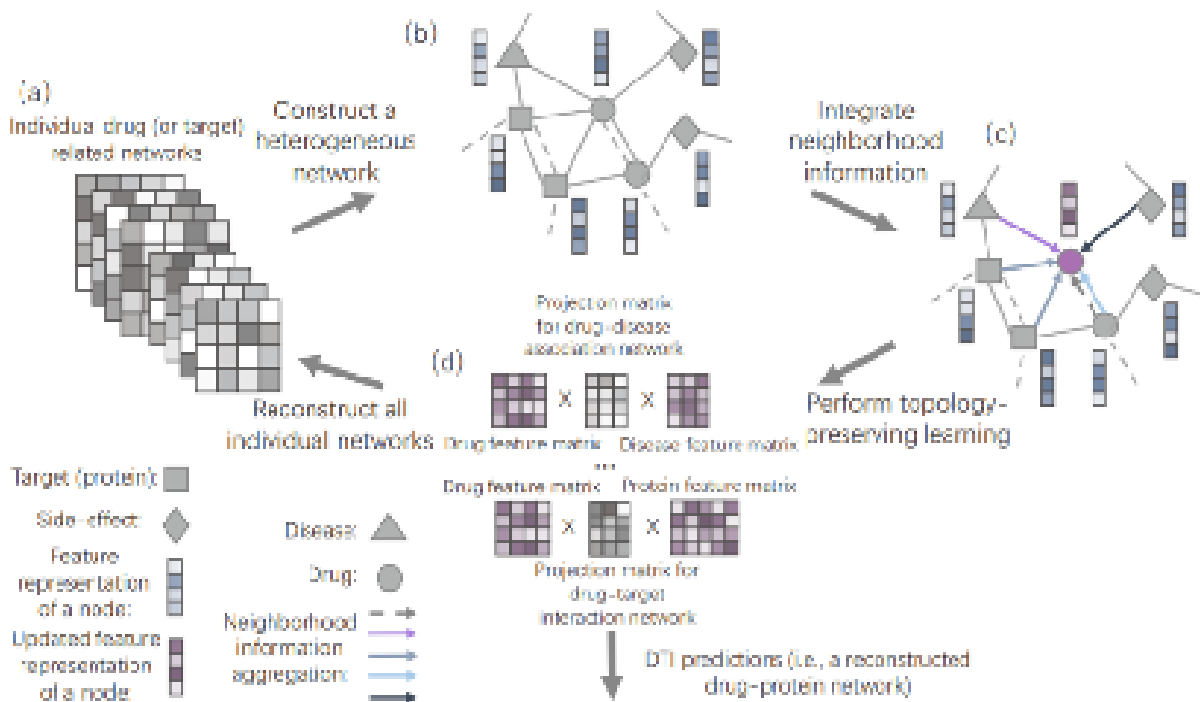 (a)
Individual drug (or target)
related networks
Construct a
heterogeneous
network
(b)
Integrate
neighborhood
information
(c)
Perform topology-
preserving learning
(d)
Projection matrix
for drug-disease
association network
X
X
Drug feature matrix
Disease feature matrix
...
Drug feature matrix
Protein feature matrix
X
X
Projection matrix for
drug-target
interaction network
Reconstruct all
individual networks
DTI predictions (i.e., a reconstructed
drug-protein network)
Target (protein):
Side-effect:
Feature
representation
of a node:
Updated feature
representation
of a node:
Disease:
Drug:
Neighborhood
information
aggregation: